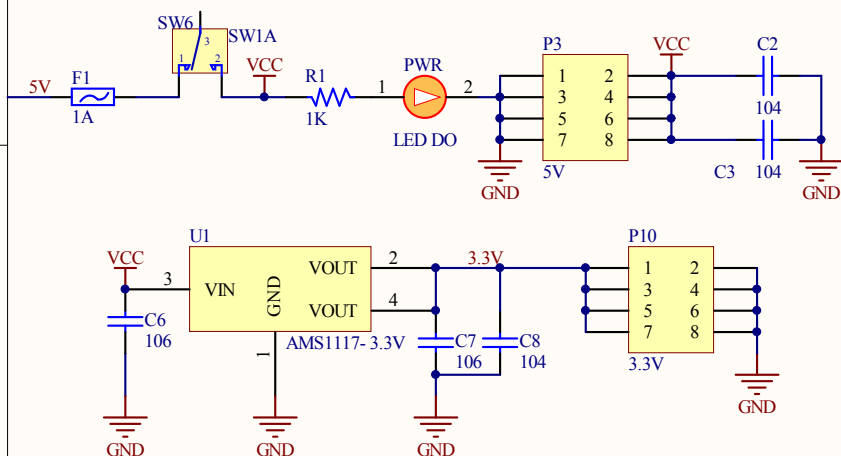 SW6
SW1A
3
1
2
5V
F1
1A
VCC
R1
1K
1
PWR
2
LED DO
P3
1 2
3 4
5 6
7 8
5V
GND
VCC
C2
104
C3
104
GND
U1
VCC
3
VIN
GND
VOUT
VOUT
2
4
1
AMS1117-3.3V
C6
106
3.3V
C7
106
C8
104
P10
1 2
3 4
5 6
7 8
3.3V
GND
GND
GND
GND